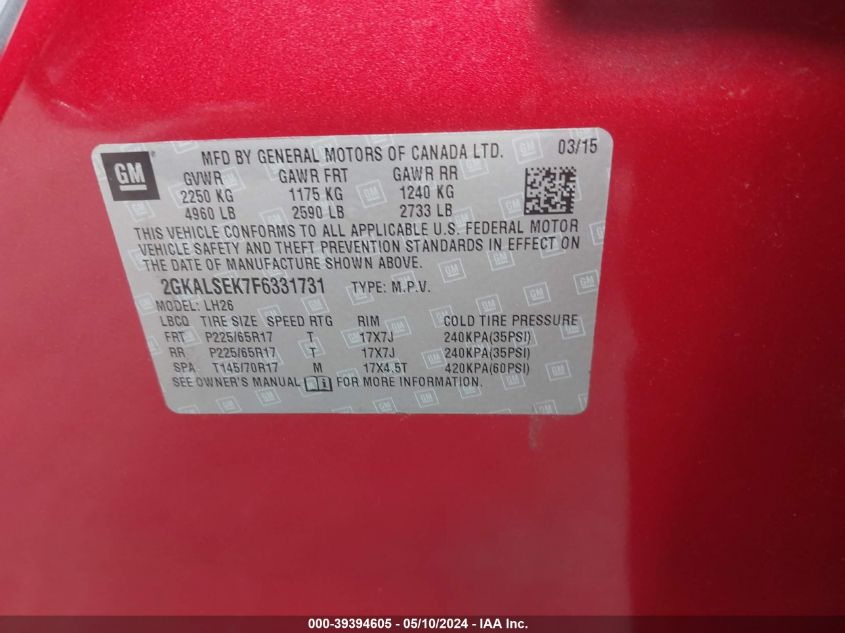 GM MFD BY GENERAL MOTORS OF CANADA LTD. 03/15
GVWR GAWR FRT GAWR RR
2250 KG 1175 KG 1240 KG
4960 LB 2590 LB 2733 LB
THIS VEHICLE CONFORMS TO ALL APPLICABLE U.S. FEDERAL MOTOR
VEHICLE SAFETY AND THEFT PREVENTION STANDARDS IN EFFECT ON
THE DATE OF MANUFACTURE SHOWN ABOVE.
2GKALSEK7F6331731 TYPE: M.P.V.
MODEL: LH26
LBCQ TIRE SIZE SPEED RTG RIM COLD TIRE PRESSURE
FRT P225/65R17 T 17X7J 240KPA(35PSI)
RR P225/65R17 T 17X7J 240KPA(35PSI)
SPA T145/70R17 M 17X4.5T 420KPA(60PSI)
SEE OWNER'S MANUAL FOR MORE INFORMATION.
000-39394605 - 05/10/2024 - IAA Inc.